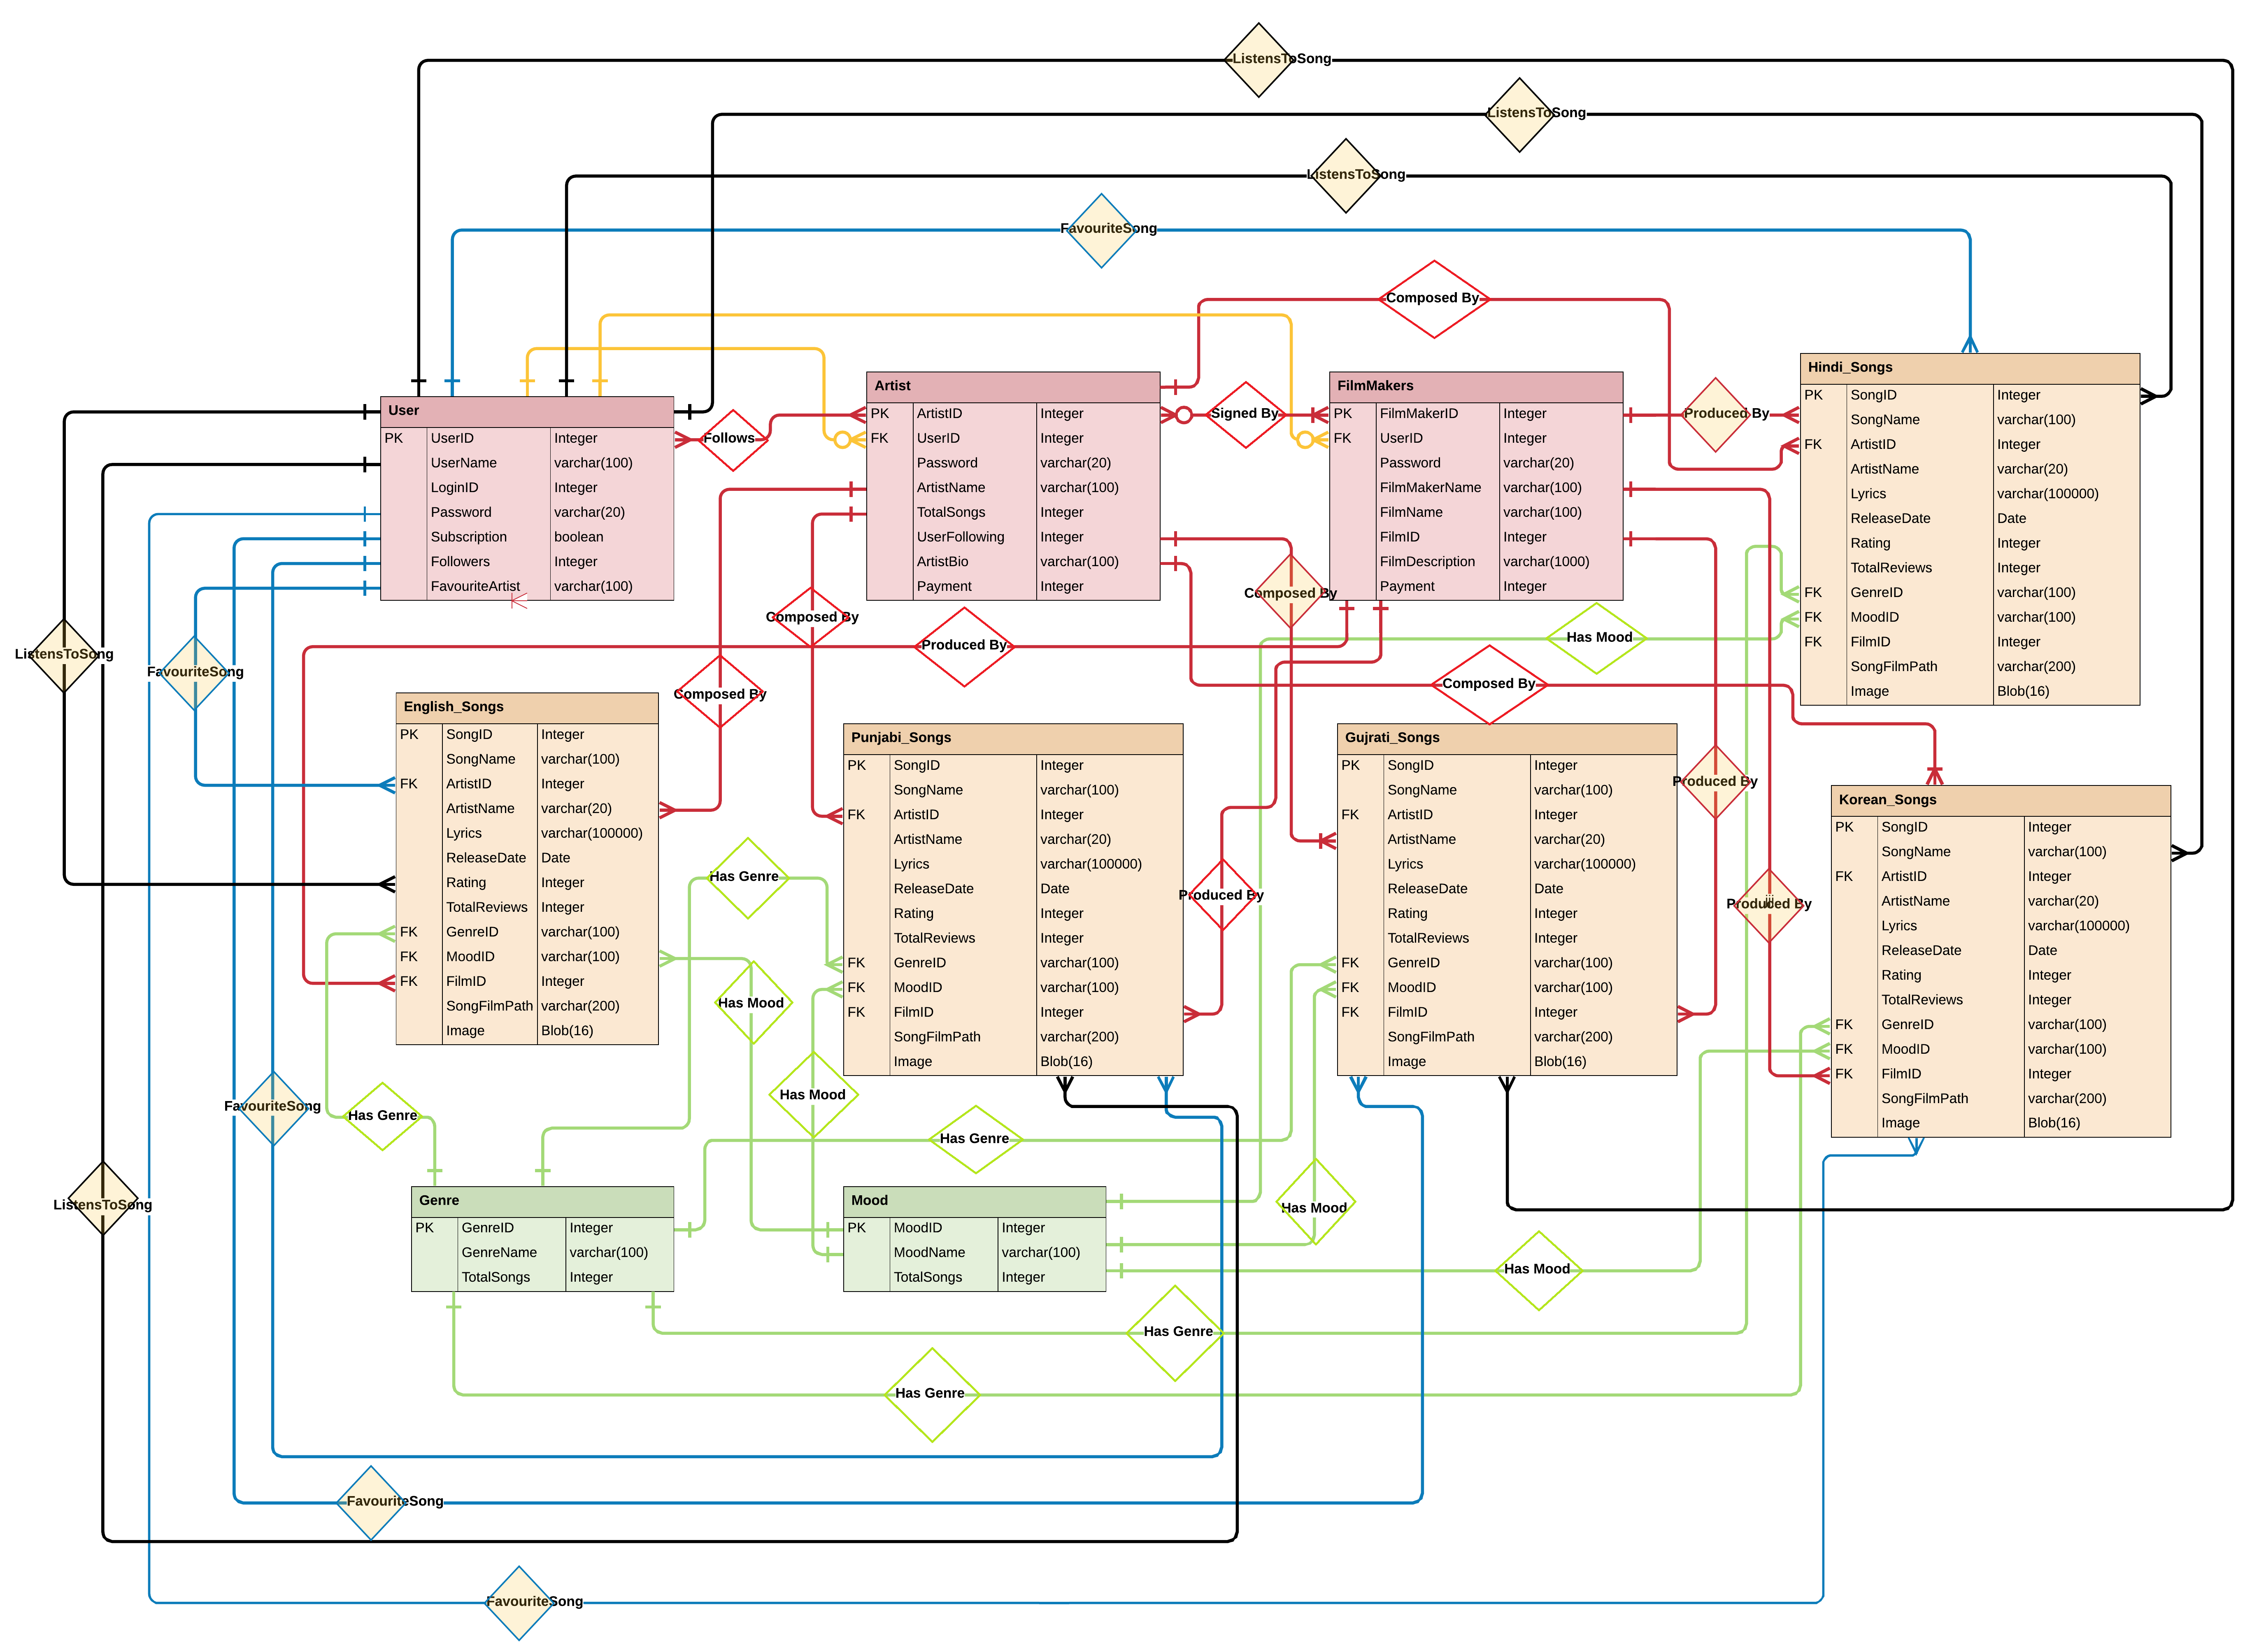 ListensToSong
ListensToSong
ListensToSong
FavouriteSong
Composed By
User
PK UserID Integer
UserName varchar(100)
LoginID Integer
Password varchar(20)
Subscription boolean
Followers Integer
FavouriteArtist varchar(100)
Follows
Artist
PK ArtistID Integer
FK UserID Integer
Password varchar(20)
ArtistName varchar(100)
TotalSongs Integer
UserFollowing Integer
ArtistBio varchar(100)
Payment Integer
Signed By
FilmMakers
PK FilmMakerID Integer
FK UserID Integer
Password varchar(20)
FilmMakerName varchar(100)
FilmName varchar(100)
FilmID Integer
FilmDescription varchar(1000)
Payment Integer
Produced By
Hindi_Songs
PK SongID Integer
SongName varchar(100)
FK ArtistID Integer
ArtistName varchar(20)
Lyrics varchar(100000)
ReleaseDate Date
Rating Integer
TotalReviews Integer
FK GenreID varchar(100)
FK MoodID varchar(100)
FK FilmID Integer
SongFilmPath varchar(200)
Image Blob(16)
Composed By
Composed By
Has Mood
Produced By
ListensToSong
FavouriteSong
Composed By
Composed By
English_Songs
PK SongID Integer
SongName varchar(100)
FK ArtistID Integer
ArtistName varchar(20)
Lyrics varchar(100000)
ReleaseDate Date
Rating Integer
TotalReviews Integer
FK GenreID varchar(100)
FK MoodID varchar(100)
FK FilmID Integer
SongFilmPath varchar(200)
Image Blob(16)
Punjabi_Songs
PK SongID Integer
SongName varchar(100)
FK ArtistID Integer
ArtistName varchar(20)
Lyrics varchar(100000)
ReleaseDate Date
Rating Integer
TotalReviews Integer
FK GenreID varchar(100)
FK MoodID varchar(100)
FK FilmID Integer
SongFilmPath varchar(200)
Image Blob(16)
Gujrati_Songs
PK SongID Integer
SongName varchar(100)
FK ArtistID Integer
ArtistName varchar(20)
Lyrics varchar(100000)
ReleaseDate Date
Rating Integer
TotalReviews Integer
FK GenreID varchar(100)
FK MoodID varchar(100)
FK FilmID Integer
SongFilmPath varchar(200)
Image Blob(16)
Produced By
Korean_Songs
PK SongID Integer
SongName varchar(100)
FK ArtistID Integer
ArtistName varchar(20)
Lyrics varchar(100000)
ReleaseDate Date
Rating Integer
TotalReviews Integer
FK GenreID varchar(100)
FK MoodID varchar(100)
FK FilmID Integer
SongFilmPath varchar(200)
Image Blob(16)
Has Genre
Produced By
Produced By
Has Mood
Has Mood
FavouriteSong
Has Genre
Has Genre
ListensToSong
Has Mood
Genre
PK GenreID Integer
GenreName varchar(100)
TotalSongs Integer
Mood
PK MoodID Integer
MoodName varchar(100)
TotalSongs Integer
Has Mood
Has Genre
Has Genre
FavouriteSong
FavouriteSong